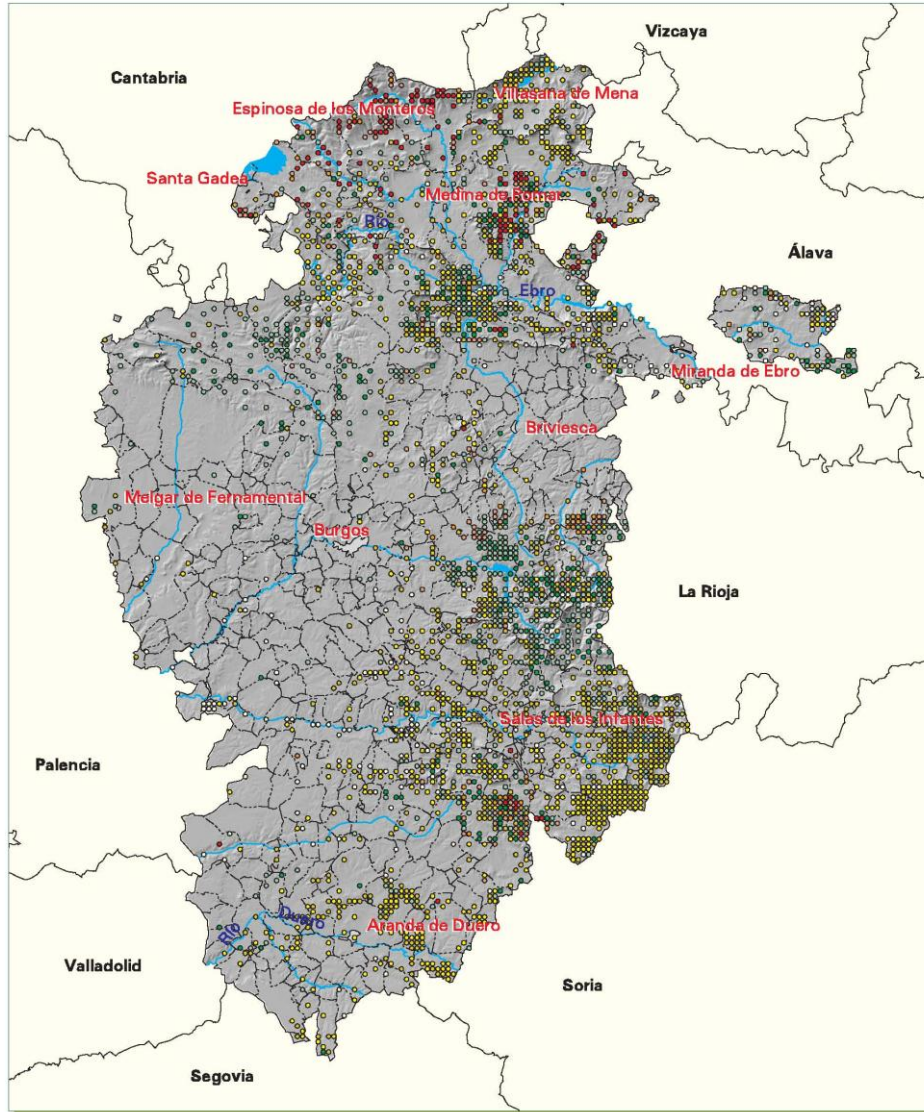 Vizcaya
Cantabria
Villasana de Mena
Espinosa de los Monteros
Santa Gadea
Medina de Pomar
Río
Álava
Ebro
Miranda de Ebro
Briviesca
Melgar de Fernamental
Burgos
La Rioja
Salas de los Infantes
Palencia
Duero
Aranda de Duero
Río
Valladolid
Soria
Segovia